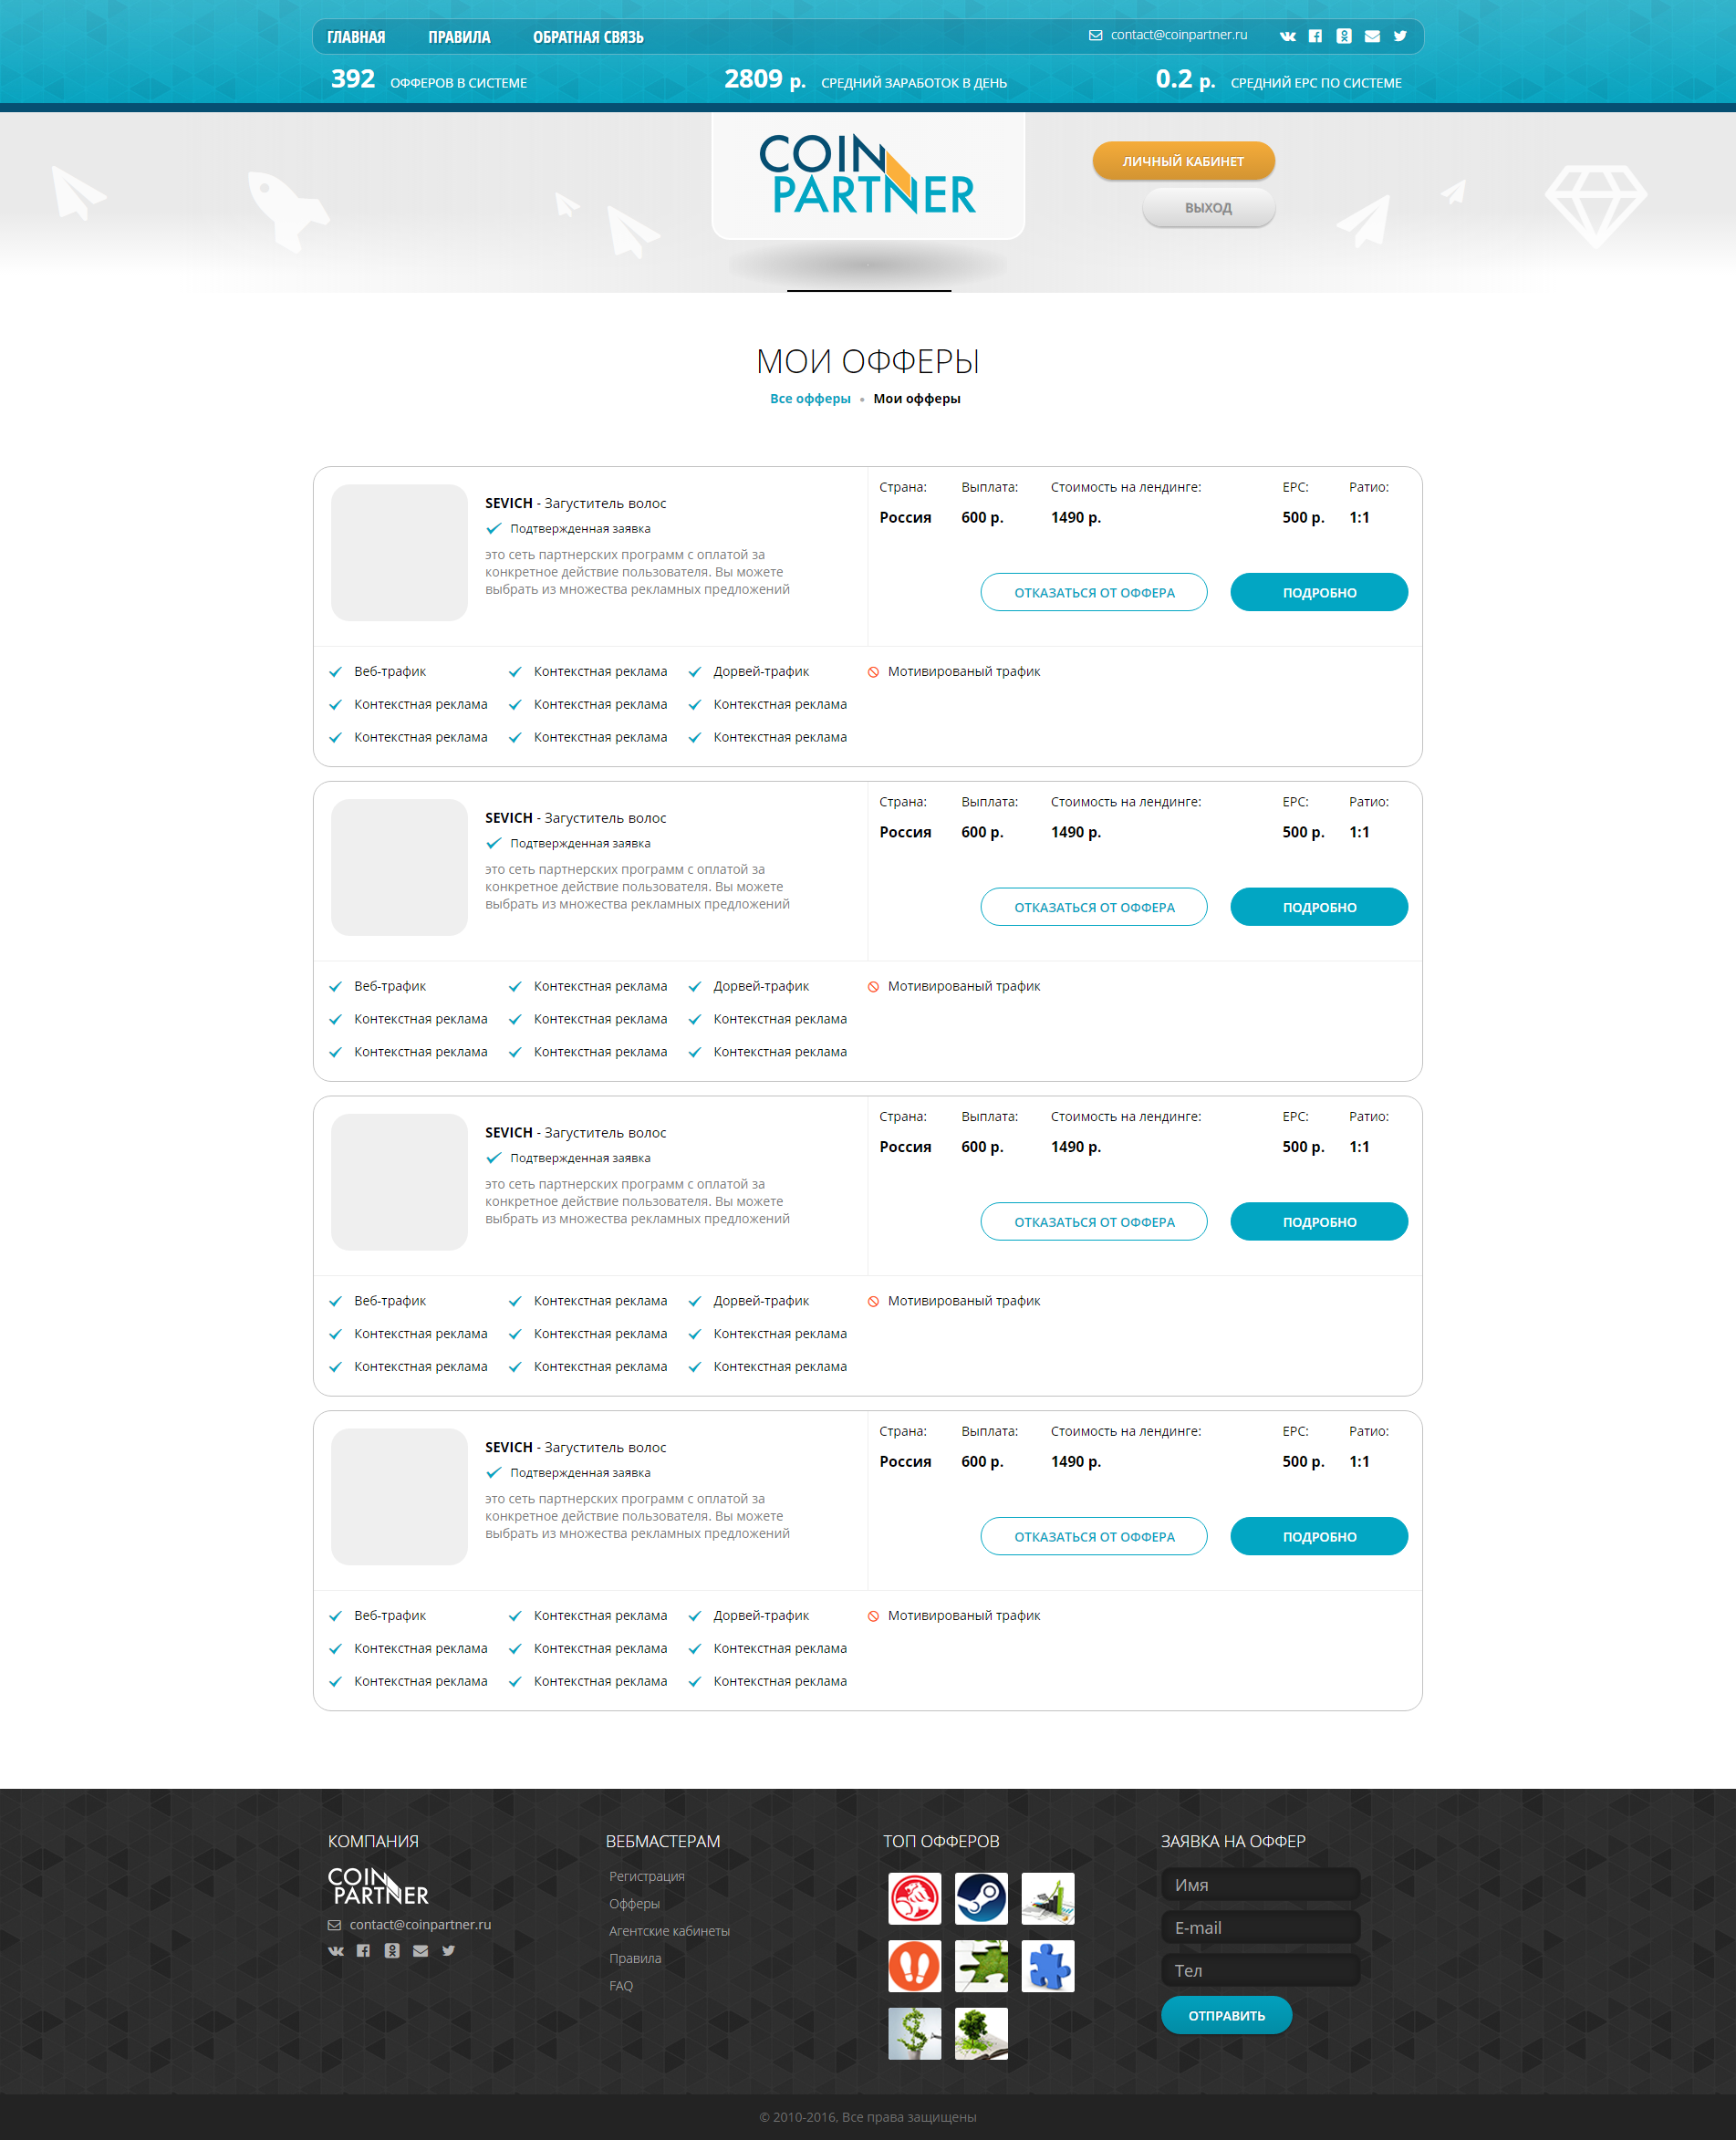 ГЛАВНАЯ ПРАВИЛА ОБРАТНАЯ СВЯЗЬ contact@coinpartner.ru
392 ОФФЕРОВ В СИСТЕМЕ 2809 р. СРЕДНИЙ ЗАРАБОТОК В ДЕНЬ 0.2 р. СРЕДНИЙ EPC ПО СИСТЕМЕ
COIN
PARTNER
ЛИЧНЫЙ КАБИНЕТ
ВЫХОД
МОИ ОФФЕРЫ
Все офферы • Мои офферы
SEVICH - Загуститель волос
Подтвержденная заявка
это сеть партнерских программ с оплатой за
конкретное действие пользователя. Вы можете
выбрать из множества рекламных предложений
Страна: Выплата: Стоимость на лендинге: EPC: Ратио:
Россия 600 р. 1490 р. 500 р. 1:1
ОТКАЗАТЬСЯ ОТ ОФФЕРА ПОДРОБНО
Веб-трафик Контекстная реклама Дорвей-трафик Мотивированый трафик
Контекстная реклама Контекстная реклама Контекстная реклама
Контекстная реклама Контекстная реклама Контекстная реклама
SEVICH - Загуститель волос
Подтвержденная заявка
это сеть партнерских программ с оплатой за
конкретное действие пользователя. Вы можете
выбрать из множества рекламных предложений
Страна: Выплата: Стоимость на лендинге: EPC: Ратио:
Россия 600 р. 1490 р. 500 р. 1:1
ОТКАЗАТЬСЯ ОТ ОФФЕРА ПОДРОБНО
Веб-трафик Контекстная реклама Дорвей-трафик Мотивированый трафик
Контекстная реклама Контекстная реклама Контекстная реклама
Контекстная реклама Контекстная реклама Контекстная реклама
SEVICH - Загуститель волос
Подтвержденная заявка
это сеть партнерских программ с оплатой за
конкретное действие пользователя. Вы можете
выбрать из множества рекламных предложений
Страна: Выплата: Стоимость на лендинге: EPC: Ратио:
Россия 600 р. 1490 р. 500 р. 1:1
ОТКАЗАТЬСЯ ОТ ОФФЕРА ПОДРОБНО
Веб-трафик Контекстная реклама Дорвей-трафик Мотивированый трафик
Контекстная реклама Контекстная реклама Контекстная реклама
Контекстная реклама Контекстная реклама Контекстная реклама
SEVICH - Загуститель волос
Подтвержденная заявка
это сеть партнерских программ с оплатой за
конкретное действие пользователя. Вы можете
выбрать из множества рекламных предложений
Страна: Выплата: Стоимость на лендинге: EPC: Ратио:
Россия 600 р. 1490 р. 500 р. 1:1
ОТКАЗАТЬСЯ ОТ ОФФЕРА ПОДРОБНО
Веб-трафик Контекстная реклама Дорвей-трафик Мотивированый трафик
Контекстная реклама Контекстная реклама Контекстная реклама
Контекстная реклама Контекстная реклама Контекстная реклама
КОМПАНИЯ
COIN
PARTNER
contact@coinpartner.ru
ВЕБМАСТЕРАМ
Регистрация
Офферы
Агентские кабинеты
Правила
FAQ
ТОП ОФФЕРОВ
ЗАЯВКА НА ОФФЕР
Имя
E-mail
Тел
ОТПРАВИТЬ
© 2010-2016, Все права защищены